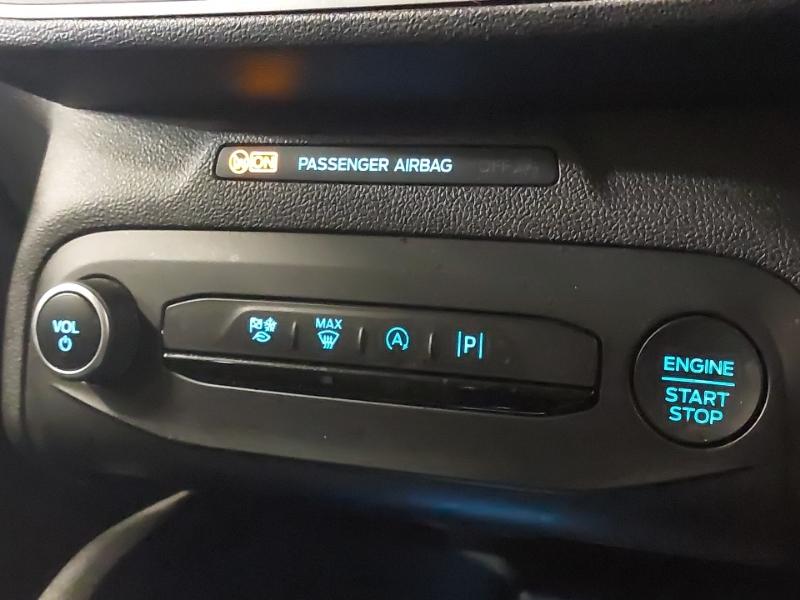 ON PASSENGER AIRBAG OFF
VOL
MAX
A
P
ENGINE
START
STOP